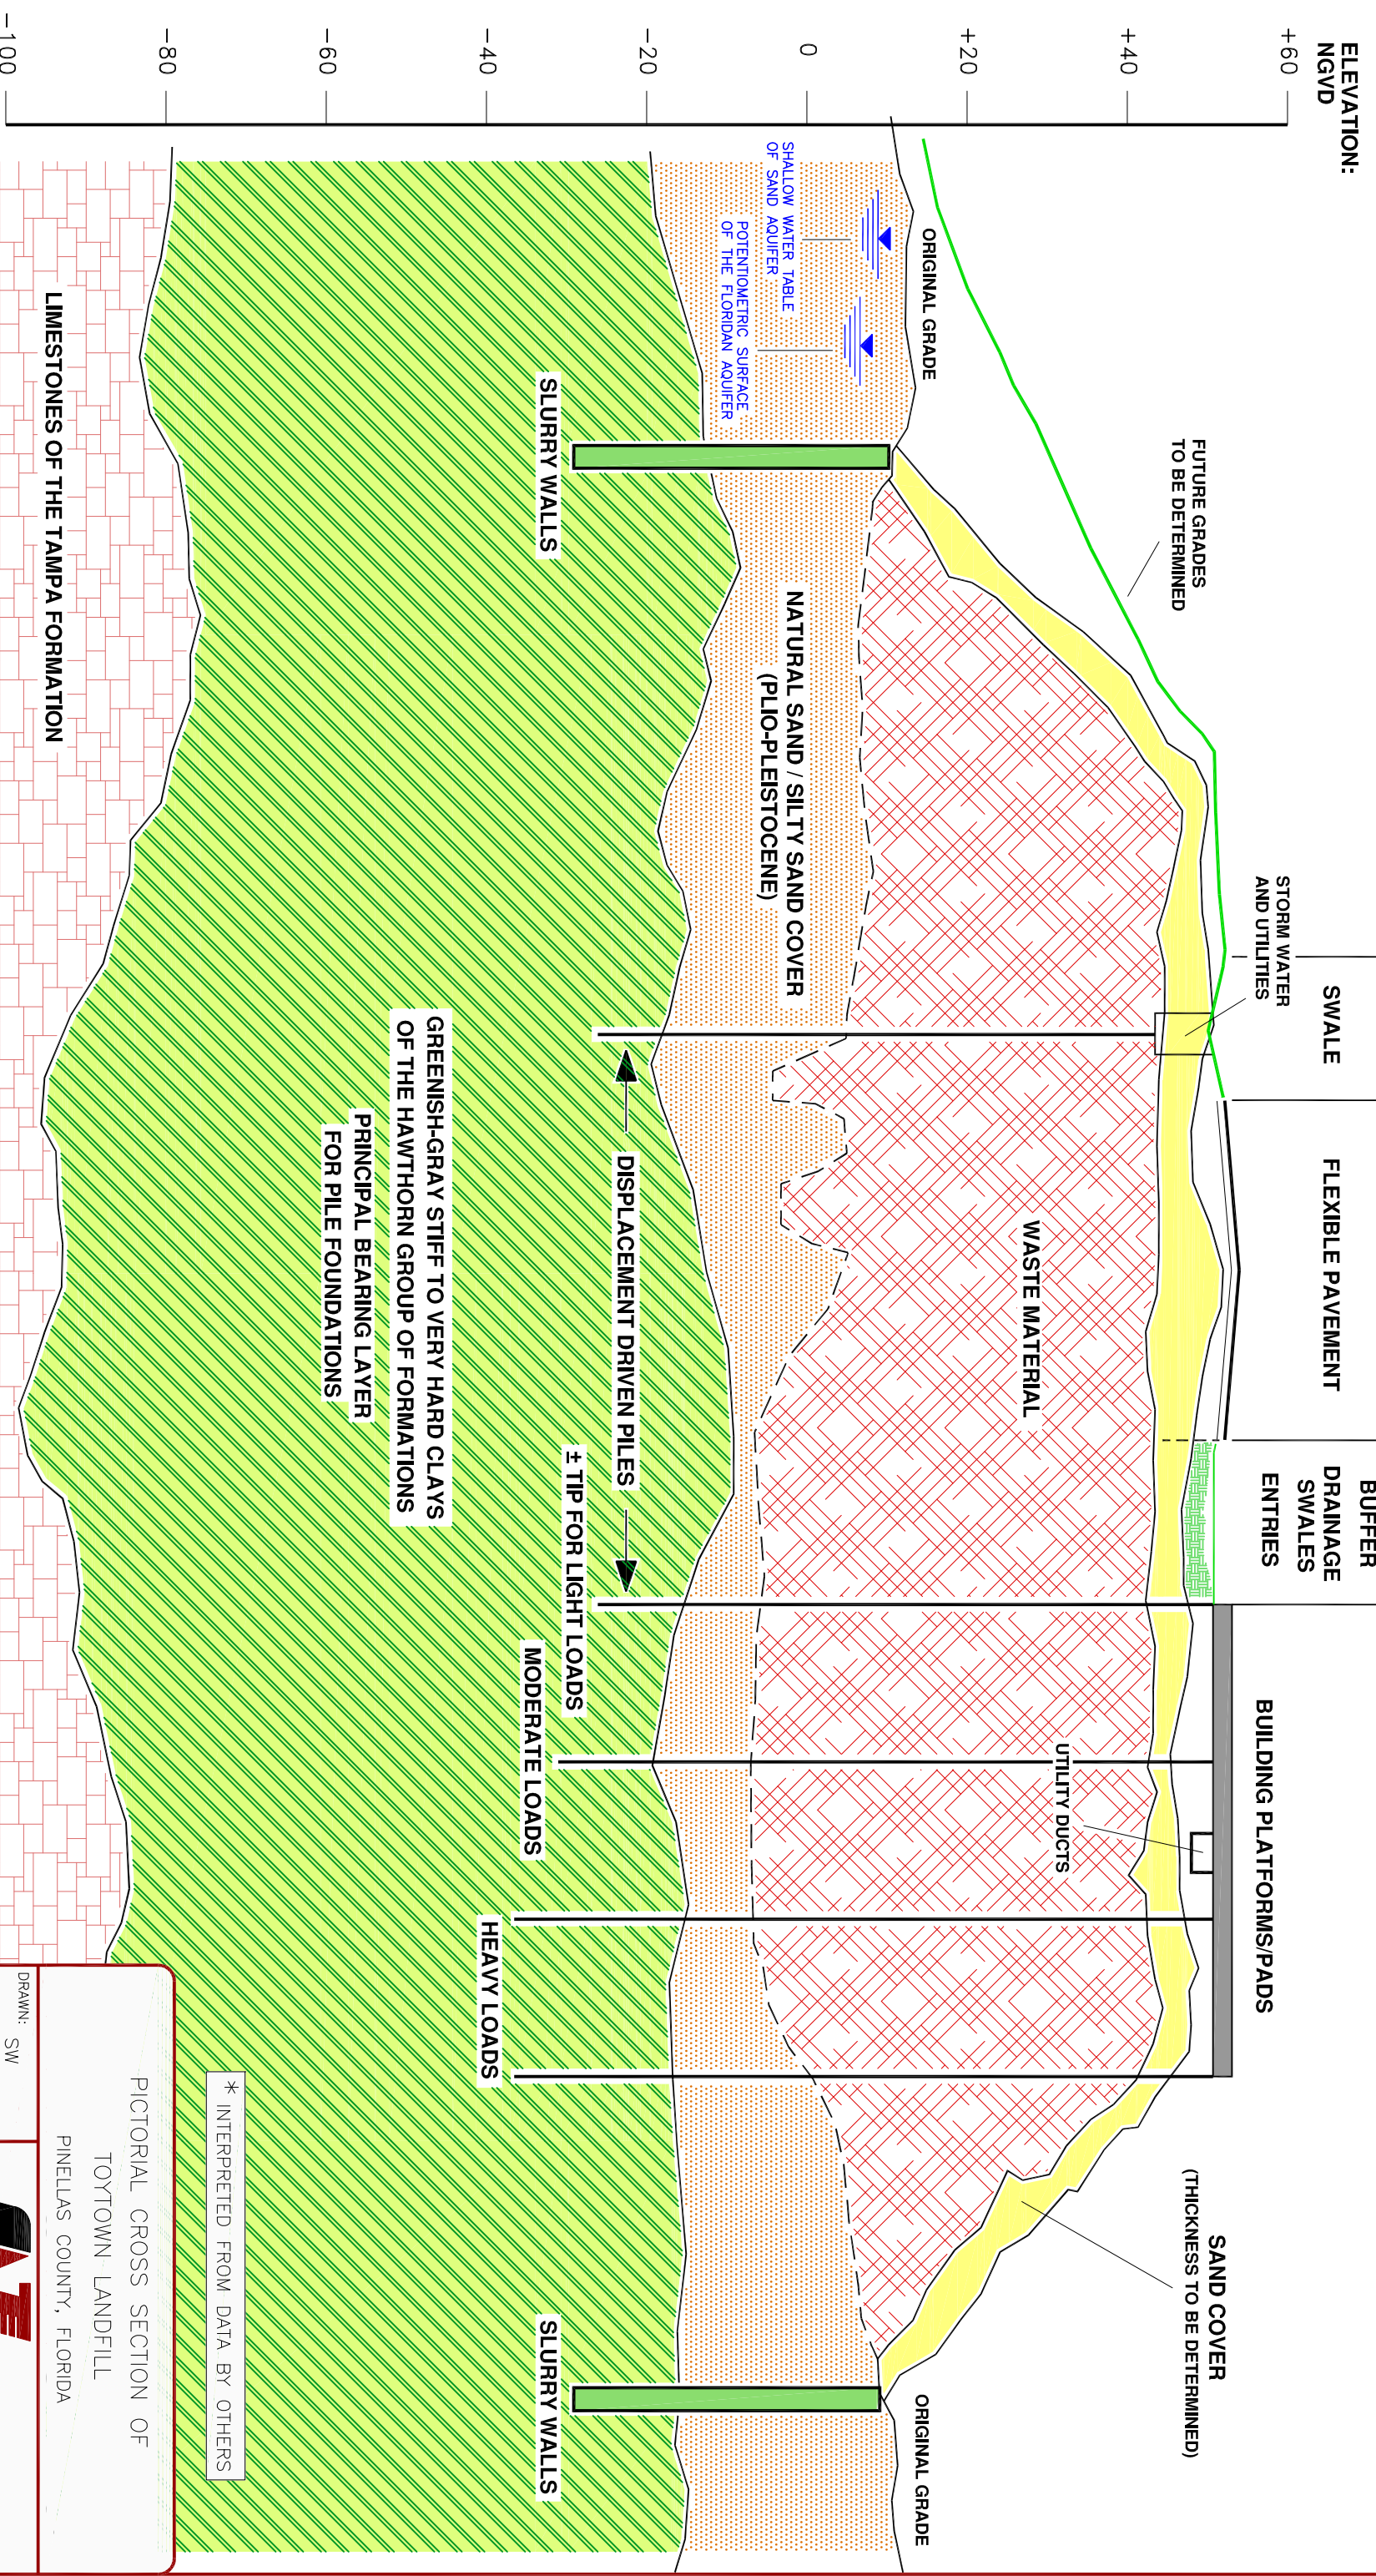 ELEVATION:
NGVD
+60
+40
+20
0
-20
-40
-60
-80
-100
SWALE
FLEXIBLE PAVEMENT
BUFFER
DRAINAGE
SWALES
ENTRIES
BUILDING PLATFORMS/PADS
STORM WATER
AND UTILITIES
FUTURE GRADES
TO BE DETERMINED
SAND COVER
(THICKNESS TO BE DETERMINED)
UTILITY DUCTS
WASTE MATERIAL
ORIGINAL GRADE
ORIGINAL GRADE
SHALLOW WATER TABLE
OF SAND AQUIFER
POTENTIOMETRIC SURFACE
OF THE FLORIDAN AQUIFER
NATURAL SAND / SILTY SAND COVER
(PLIO-PLEISTOCENE)
DISPLACEMENT DRIVEN PILES
± TIP FOR LIGHT LOADS
MODERATE LOADS
HEAVY LOADS
SLURRY WALLS
SLURRY WALLS
GREENISH-GRAY STIFF TO VERY HARD CLAYS
OF THE HAWTHORN GROUP OF FORMATIONS
PRINCIPAL BEARING LAYER
FOR PILE FOUNDATIONS
LIMESTONES OF THE TAMPA FORMATION
* INTERPRETED FROM DATA BY OTHERS
PICTORIAL CROSS SECTION OF
TOYTOWN LANDFILL
PINELLAS COUNTY, FLORIDA
DRAWN: SW